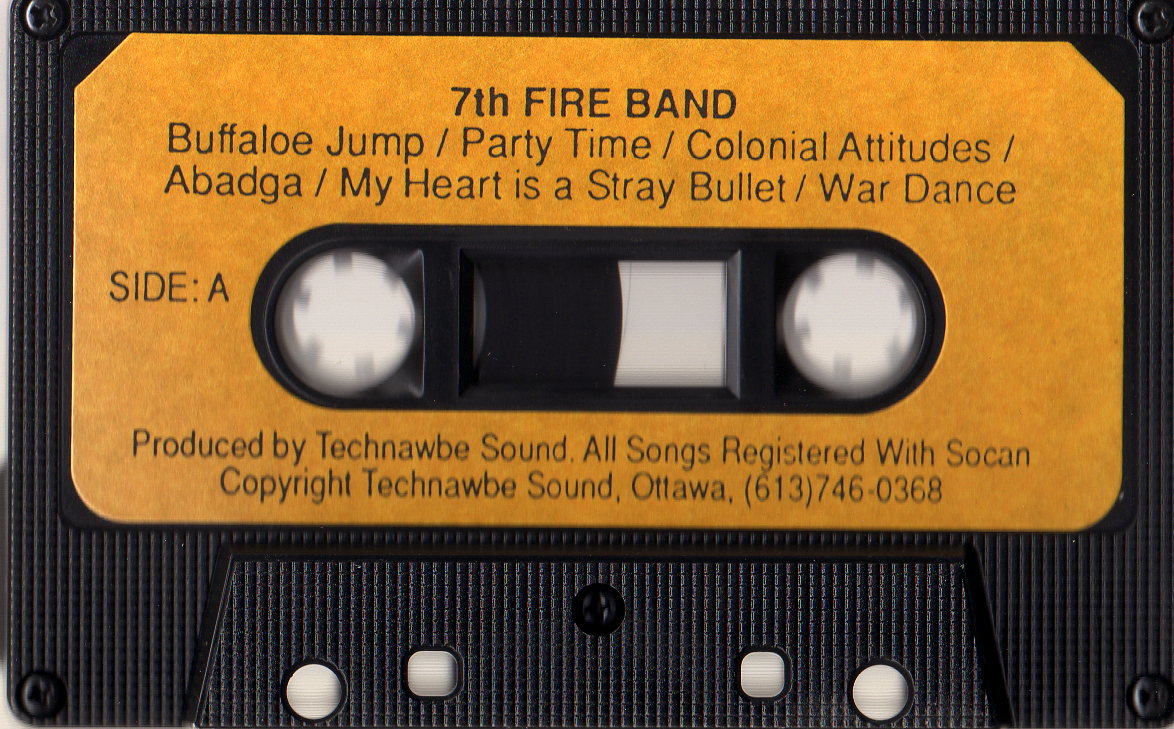 7th FIRE BAND
Buffaloe Jump / Party Time / Colonial Attitudes /
Abadga / My Heart is a Stray Bullet / War Dance
SIDE: A
Produced by Technawbe Sound. All Songs Registered With Socan
Copyright Technawbe Sound, Ottawa, (613)746-0368